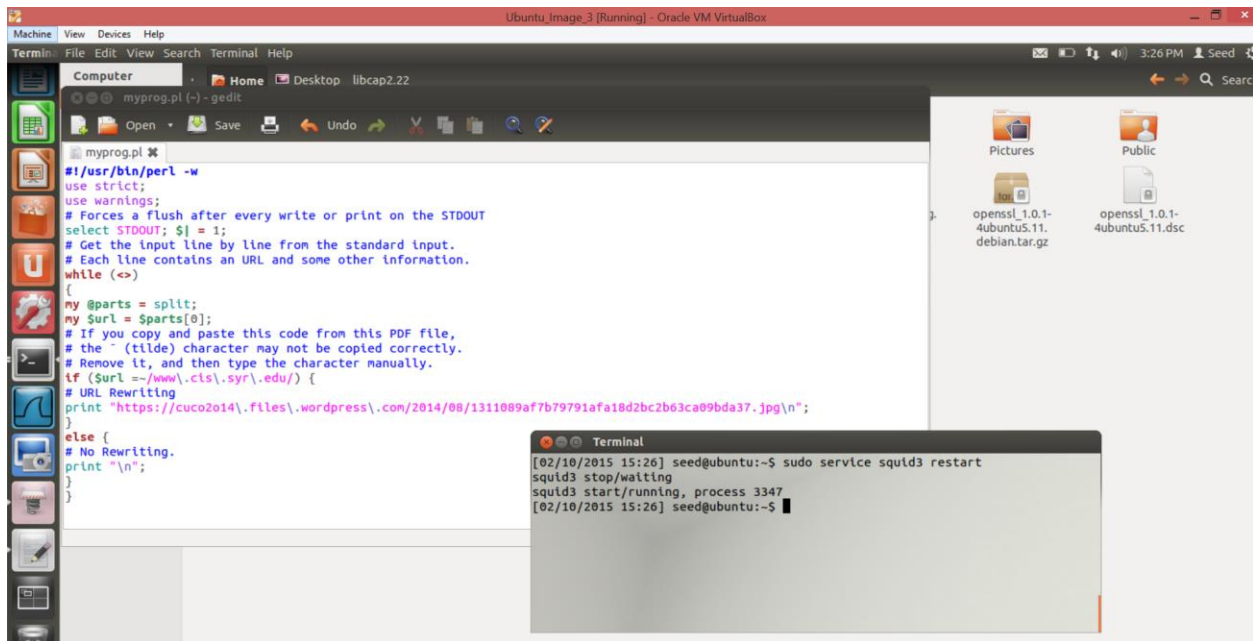 Ubuntu_Image_3 [Running] - Oracle VM VirtualBox
Machine View Devices Help
File Edit View Search Terminal Help 3:26 PM Seed
Computer Home Desktop libcap2.22
myprog.pl (~) - gedit
Open Save Undo
myprog.pl
#!/usr/bin/perl -w
use strict;
use warnings;
# Forces a flush after every write or print on the STDOUT
select STDOUT; $| = 1;
# Get the input line by line from the standard input.
# Each line contains an URL and some other information.
while (<>)
{
my @parts = split;
my $url = $parts[0];
# If you copy and paste this code from this PDF file,
# the ˜ (tilde) character may not be copied correctly.
# Remove it, and then type the character manually.
if ($url =~/www\.cis\.syr\.edu/) {
# URL Rewriting
print "https://cuco2o14\.files\.wordpress\.com/2014/08/1311089af7b79791afa18d2bc2b63ca09bda37.jpg\n";
}
else {
# No Rewriting.
print "\n";
}
}
Pictures
Public
tar.
openssl_1.0.1-
4ubuntu5.11.
debian.tar.gz
openssl_1.0.1-
4ubuntu5.11.dsc
Terminal
[02/10/2015 15:26] seed@ubuntu:~$ sudo service squid3 restart
squid3 stop/waiting
squid3 start/running, process 3347
[02/10/2015 15:26] seed@ubuntu:~$